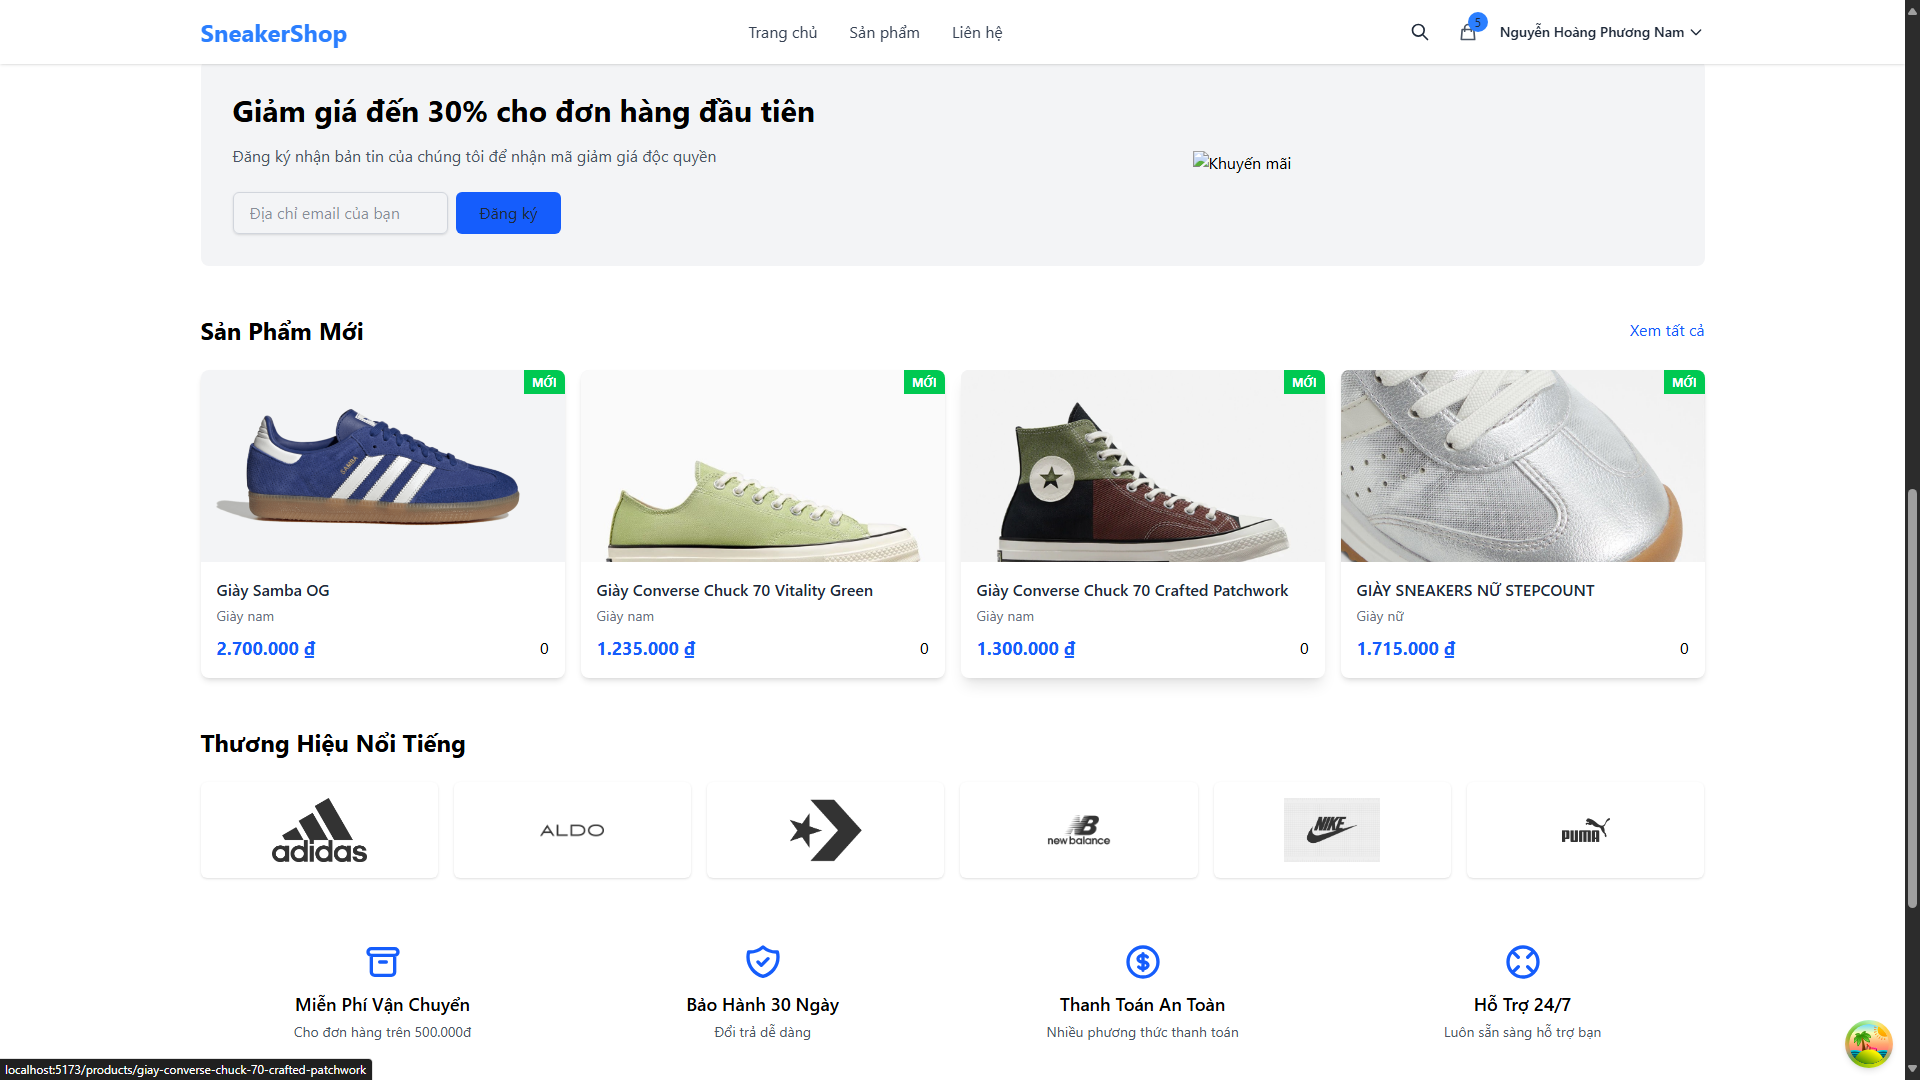 SneakerShop
Trang chủ
Sản phẩm
Liên hệ
5
Nguyễn Hoàng Phương Nam
Giảm giá đến 30% cho đơn hàng đầu tiên
Đăng ký nhận bản tin của chúng tôi để nhận mã giảm giá độc quyền
Khuyến mãi
Địa chỉ email của bạn
Đăng ký
Sản Phẩm Mới
Xem tất cả
MỚI
MỚI
MỚI
MỚI
SAMBA
Giày Samba OG
Giày nam
2.700.000 ₫
0
Giày Converse Chuck 70 Vitality Green
Giày nam
1.235.000 ₫
0
Giày Converse Chuck 70 Crafted Patchwork
Giày nam
1.300.000 ₫
0
GIÀY SNEAKERS NỮ STEPCOUNT
Giày nữ
1.715.000 ₫
0
Thương Hiệu Nổi Tiếng
adidas
ALDO
NB
new balance
NIKE
PUMA
Miễn Phí Vận Chuyển
Cho đơn hàng trên 500.000đ
Bảo Hành 30 Ngày
Đổi trả dễ dàng
Thanh Toán An Toàn
Nhiều phương thức thanh toán
Hỗ Trợ 24/7
Luôn sẵn sàng hỗ trợ bạn
localhost:5173/products/giay-converse-chuck-70-crafted-patchwork